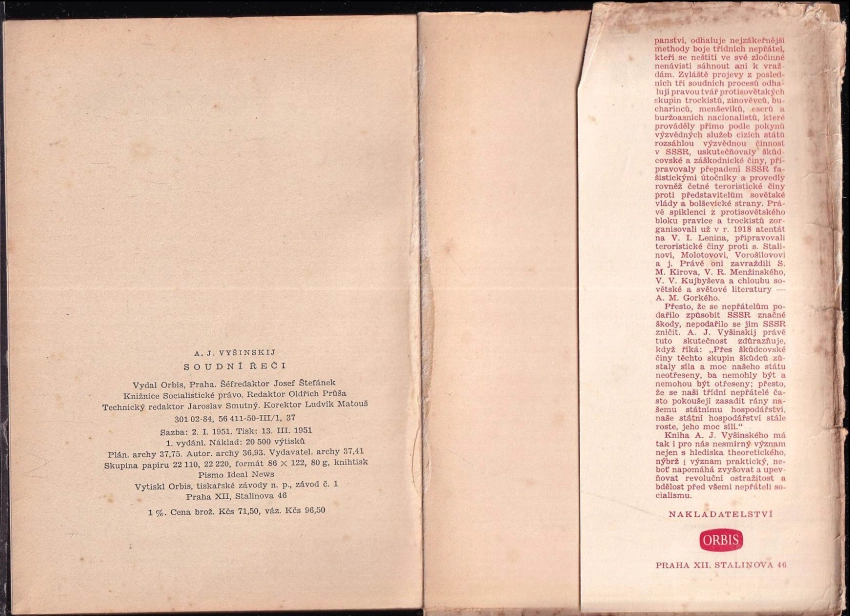 A. J. VYŠINSKIJ
SOUDNÍ ŘEČI
Vydal Orbis, Praha. Šéfredaktor Josef Štefánek
Knižnice Socialistické právo. Redaktor Oldřich Průša
Technický redaktor Jaroslav Smutný. Korektor Ludvík Matouš
301 02-84, 56 411-50-III/1, 37
Sazba: 2. I. 1951. Tisk: 13. III. 1951
1. vydání. Náklad: 20 500 výtisků
Plán. archy 37,75. Autor. archy 36,93. Vydavatel. archy 37,41
Skupina papíru 22 110, 22 220, formát 86 × 122, 80 g, knihtisk
Písmo Ideal News
Vytiskl Orbis, tiskařské závody n. p., závod č. 1
Praha XII, Stalinova 46
1 %. Cena brož. Kčs 71,50, váz. Kčs 96,50
panství, odhaluje nejzákeřnější
methody boje třídních nepřátel,
kteří se neštítí ve své zločinné
nenávisti sáhnout ani k vraž-
dám. Zvláště projevy z posled-
ních tří soudních procesů odha-
lují pravou tvář protisovětských
skupin trockistů, zinověvců, bu-
charinců, menševiků, eserů a
buržoasních nacionalistů, které
prováděly přímo podle pokynů
výzvědných služeb cizích států
rozsáhlou výzvědnou činnost
v SSSR, uskutečňovaly škůd-
covské a záškodnické činy, při-
pravovaly přepadení SSSR fa-
šistickými útočníky a provedly
rovněž četné teroristické činy
proti představitelům sovětské
vlády a bolševické strany. Prá-
vě spiklenci z protisovětského
bloku pravice a trockistů zor-
ganisovali už v r. 1918 atentát
na V. I. Lenina, připravovali
teroristické činy proti s. Stali-
novi, Molotovovi, Vorošilovovi
a j. Právě oni zavraždili S.
M. Kirova, V. R. Menžinského,
V. V. Kujbyševa a chloubu so-
větské a světové literatury —
A. M. Gorkého.
Přesto, že se nepřátelům po-
dařilo způsobit SSSR značné
škody, nepodařilo se jim SSSR
zničit. A. J. Vyšinskij právě
tuto skutečnost zdůrazňuje,
když říká: „Přes škůdcovské
činy těchto skupin škůdců zů-
staly síla a moc našeho státu
neotřeseny, ba nemohly být a
nemohou být otřeseny; přesto,
že se naši třídní nepřátelé ča-
sto pokoušejí zasadit rány na-
šemu státnímu hospodářství,
naše státní hospodářství stále
roste, jeho moc sílí.“
Kniha A. J. Vyšinského má
tak i pro nás nesmírný význam
nejen s hlediska theoretického,
nýbrž i význam praktický, ne-
boť napomáhá zvyšovat a upev-
ňovat revoluční ostražitost a
bdělost před všemi nepřáteli so-
cialismu.
NAKLADATELSTVÍ
ORBIS
PRAHA XII, STALINOVA 46